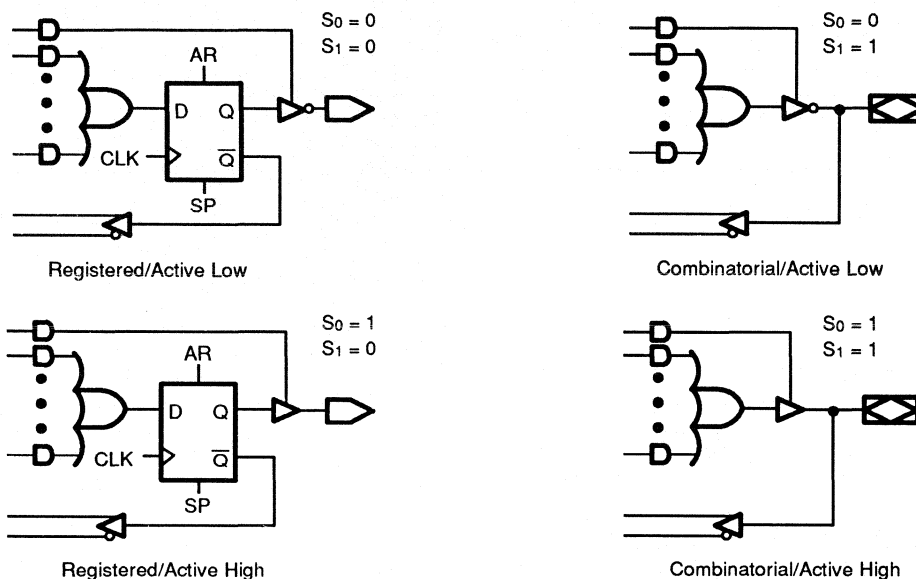 S0 = 0
S1 = 0
AR
D Q
CLK
Q̅
SP
Registered/Active Low
S0 = 0
S1 = 1
Combinatorial/Active Low
S0 = 1
S1 = 0
AR
D Q
CLK
Q̅
SP
Registered/Active High
S0 = 1
S1 = 1
Combinatorial/Active High